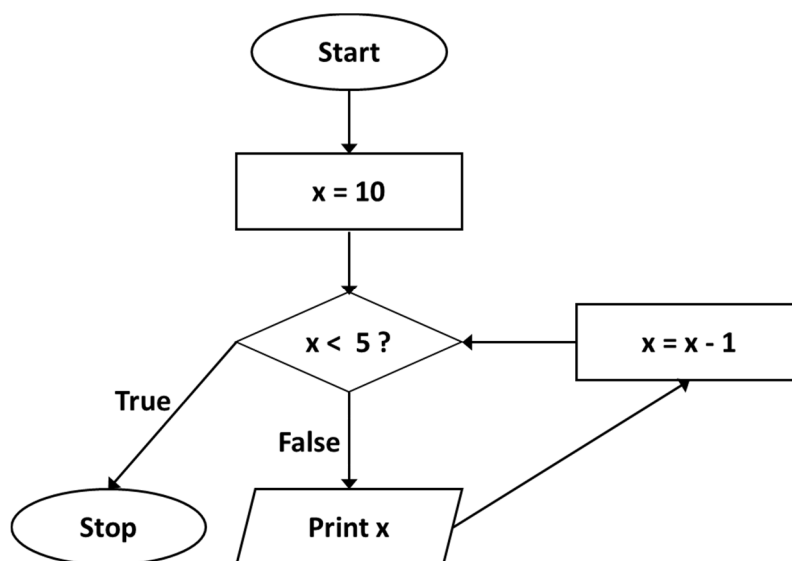 Start
x = 10
x < 5 ?
x = x - 1
True
False
Stop
Print x